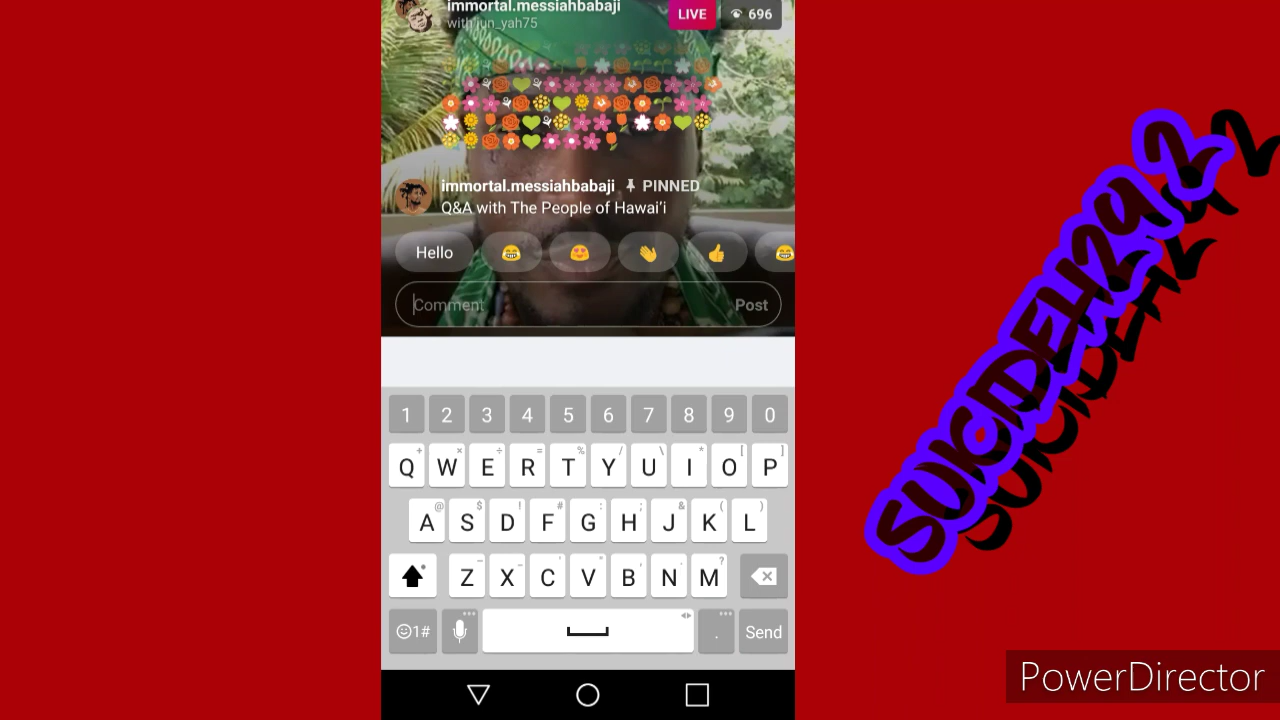 immortal.messiahbabaji
with jun_yah75
LIVE
696
immortal.messiahbabaji PINNED
Q&A with The People of Hawai'i
Hello
Comment
Post
1 2 3 4 5 6 7 8 9 0
Q W E R T Y U I O P
A S D F G H J K L
Z X C V B N M
1#
.
Send
SUICIDEH242
PowerDirector